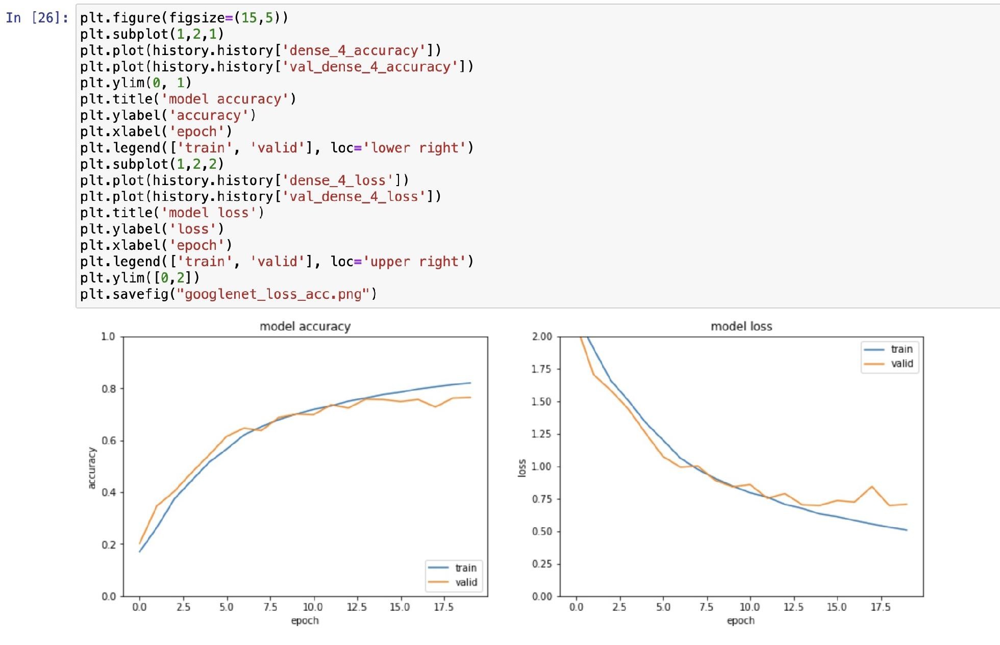 In [26]:
plt.figure(figsize=(15,5))
plt.subplot(1,2,1)
plt.plot(history.history['dense_4_accuracy'])
plt.plot(history.history['val_dense_4_accuracy'])
plt.ylim(0, 1)
plt.title('model accuracy')
plt.ylabel('accuracy')
plt.xlabel('epoch')
plt.legend(['train', 'valid'], loc='lower right')
plt.subplot(1,2,2)
plt.plot(history.history['dense_4_loss'])
plt.plot(history.history['val_dense_4_loss'])
plt.title('model loss')
plt.ylabel('loss')
plt.xlabel('epoch')
plt.legend(['train', 'valid'], loc='upper right')
plt.ylim([0,2])
plt.savefig("googlenet_loss_acc.png")
model accuracy
1.0
0.8
0.6
0.4
0.2
0.0
accuracy
train
valid
0.0 2.5 5.0 7.5 10.0 12.5 15.0 17.5
epoch
model loss
2.00
1.75
1.50
1.25
1.00
0.75
0.50
0.25
0.00
loss
train
valid
0.0 2.5 5.0 7.5 10.0 12.5 15.0 17.5
epoch